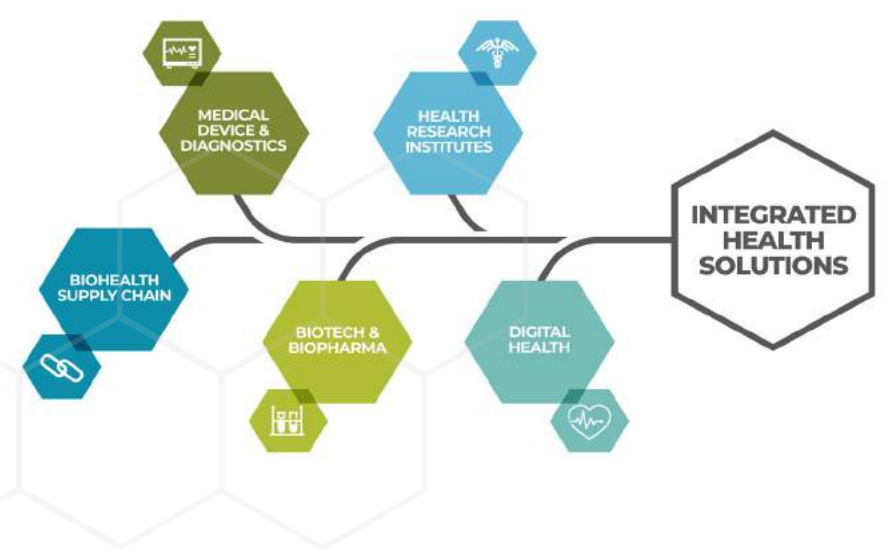 MEDICAL
DEVICE &
DIAGNOSTICS
HEALTH
RESEARCH
INSTITUTES
INTEGRATED
HEALTH
SOLUTIONS
BIOHEALTH
SUPPLY CHAIN
BIOTECH &
BIOPHARMA
DIGITAL
HEALTH